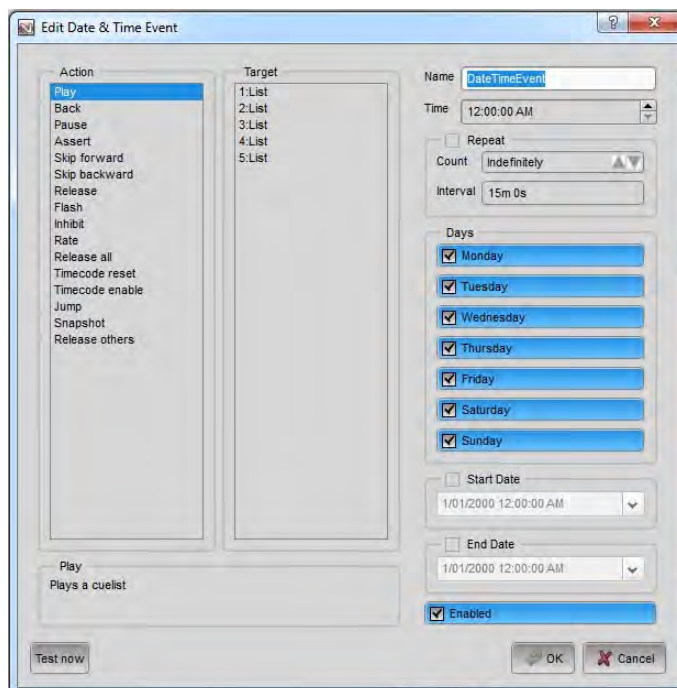 Edit Date & Time Event
Action
Play
Back
Pause
Assert
Skip forward
Skip backward
Release
Flash
Inhibit
Rate
Release all
Timecode reset
Timecode enable
Jump
Snapshot
Release others
Target
1:List
2:List
3:List
4:List
5:List
Name DateTimeEvent
Time 12:00:00 AM
Repeat
Count Indefinitely
Interval 15m 0s
Days
Monday
Tuesday
Wednesday
Thursday
Friday
Saturday
Sunday
Start Date
1/01/2000 12:00:00 AM
End Date
1/01/2000 12:00:00 AM
Play
Plays a cuelist
Enabled
Test now
OK
Cancel